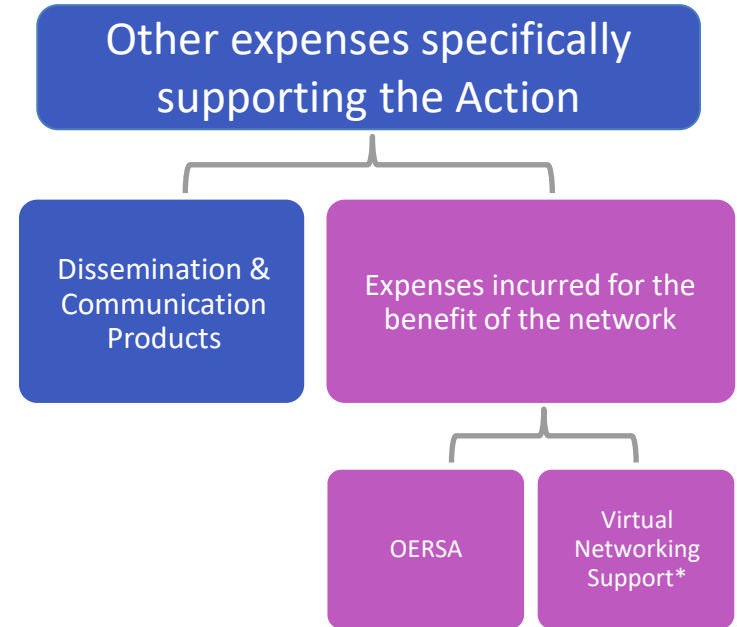 Other expenses specifically
supporting the Action
Dissemination &
Communication
Products
Expenses incurred for the
benefit of the network
OERSA
Virtual
Networking
Support*